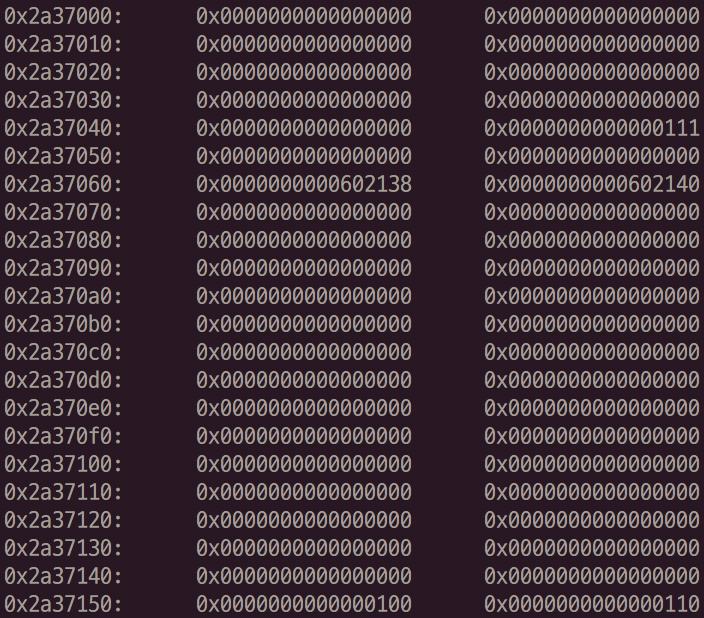 0x2a37000: 0x0000000000000000 0x0000000000000000
0x2a37010: 0x0000000000000000 0x0000000000000000
0x2a37020: 0x0000000000000000 0x0000000000000000
0x2a37030: 0x0000000000000000 0x0000000000000000
0x2a37040: 0x0000000000000000 0x0000000000000111
0x2a37050: 0x0000000000000000 0x0000000000000000
0x2a37060: 0x0000000000602138 0x0000000000602140
0x2a37070: 0x0000000000000000 0x0000000000000000
0x2a37080: 0x0000000000000000 0x0000000000000000
0x2a37090: 0x0000000000000000 0x0000000000000000
0x2a370a0: 0x0000000000000000 0x0000000000000000
0x2a370b0: 0x0000000000000000 0x0000000000000000
0x2a370c0: 0x0000000000000000 0x0000000000000000
0x2a370d0: 0x0000000000000000 0x0000000000000000
0x2a370e0: 0x0000000000000000 0x0000000000000000
0x2a370f0: 0x0000000000000000 0x0000000000000000
0x2a37100: 0x0000000000000000 0x0000000000000000
0x2a37110: 0x0000000000000000 0x0000000000000000
0x2a37120: 0x0000000000000000 0x0000000000000000
0x2a37130: 0x0000000000000000 0x0000000000000000
0x2a37140: 0x0000000000000000 0x0000000000000000
0x2a37150: 0x0000000000000100 0x0000000000000110